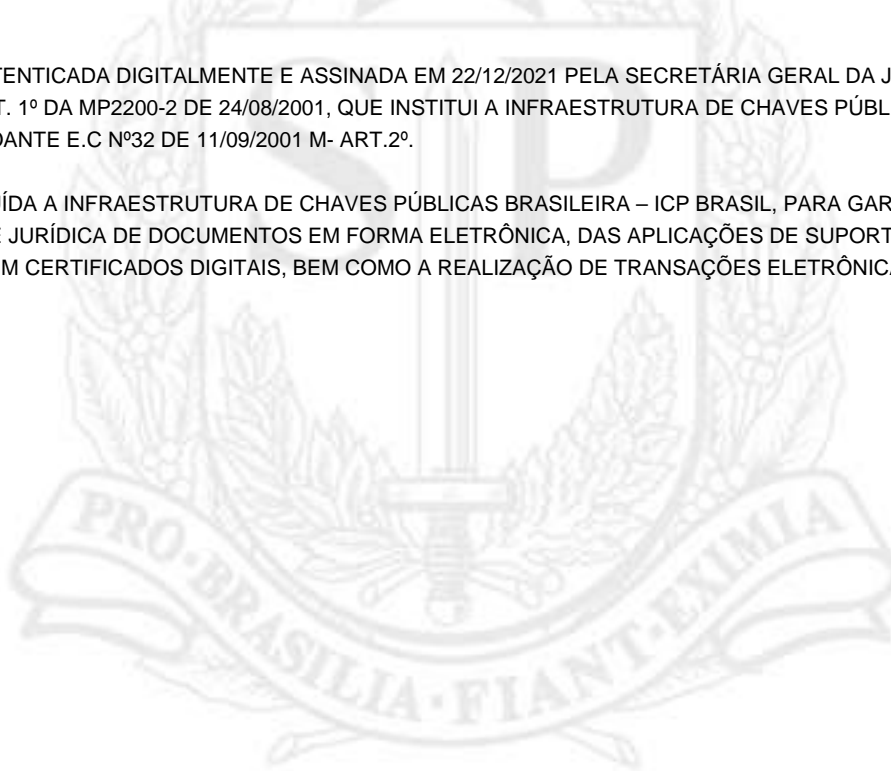 TENTICADA DIGITALMENTE E ASSINADA EM 22/12/2021 PELA SECRETÁRIA GERAL DA J
T. 1º DA MP2200-2 DE 24/08/2001, QUE INSTITUI A INFRAESTRUTURA DE CHAVES PÚBL
DANTE E.C Nº32 DE 11/09/2001 M- ART.2º.
ÍDA A INFRAESTRUTURA DE CHAVES PÚBLICAS BRASILEIRA – ICP BRASIL, PARA GAR
E JURÍDICA DE DOCUMENTOS EM FORMA ELETRÔNICA, DAS APLICAÇÕES DE SUPORT
M CERTIFICADOS DIGITAIS, BEM COMO A REALIZAÇÃO DE TRANSAÇÕES ELETRÔNICA
SP
PRO·BRASILIA·FIANT·EXIMIA